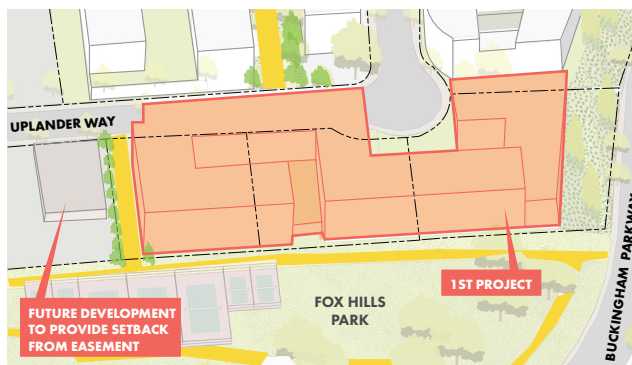 UPLANDER WAY
FUTURE DEVELOPMENT
TO PROVIDE SETBACK
FROM EASEMENT
FOX HILLS
PARK
1ST PROJECT
BUCKINGHAM PARKWAY